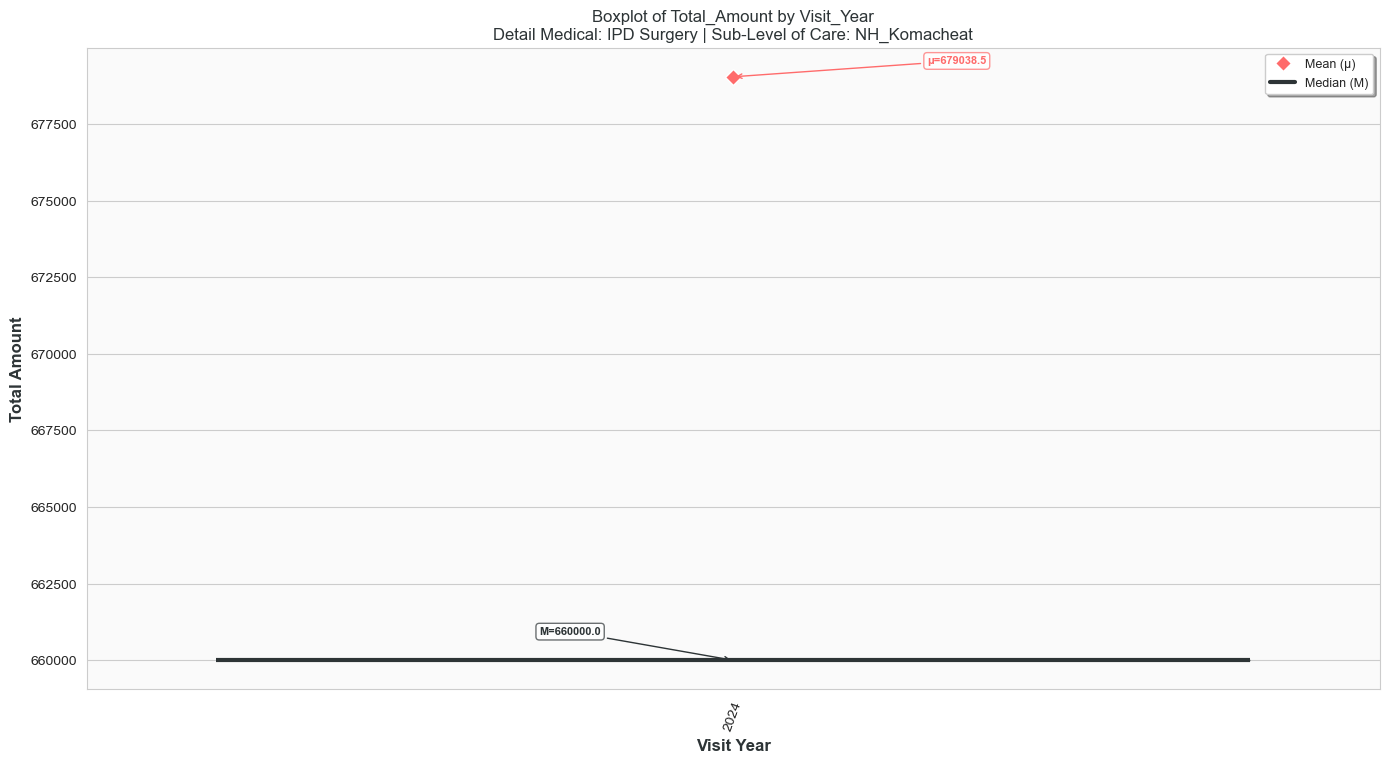 Boxplot of Total_Amount by Visit_Year
Detail Medical: IPD Surgery | Sub-Level of Care: NH_Komacheat
Mean (μ)
Median (M)
μ=679038.5
677500
675000
672500
670000
667500
665000
662500
660000
Total Amount
M=660000.0
2024
Visit Year